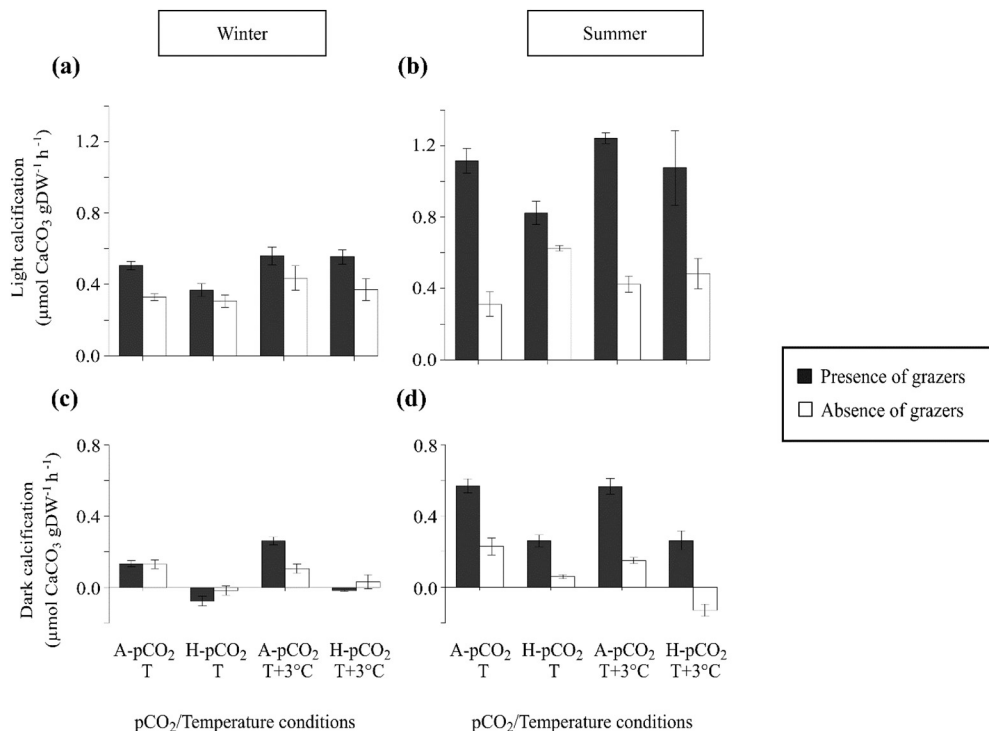 Winter
Summer
(a)
(b)
Light calcification
(µmol CaCO3 gDW-1 h-1)
1.2
0.8
0.4
0.0
1.2
0.8
0.4
0.0
Presence of grazers
Absence of grazers
(c)
(d)
Dark calcification
(µmol CaCO3 gDW-1 h-1)
0.8
0.4
0.0
0.8
0.4
0.0
A-pCO2 H-pCO2 A-pCO2 H-pCO2
T T T+3°C T+3°C
A-pCO2 H-pCO2 A-pCO2 H-pCO2
T T T+3°C T+3°C
pCO2/Temperature conditions
pCO2/Temperature conditions